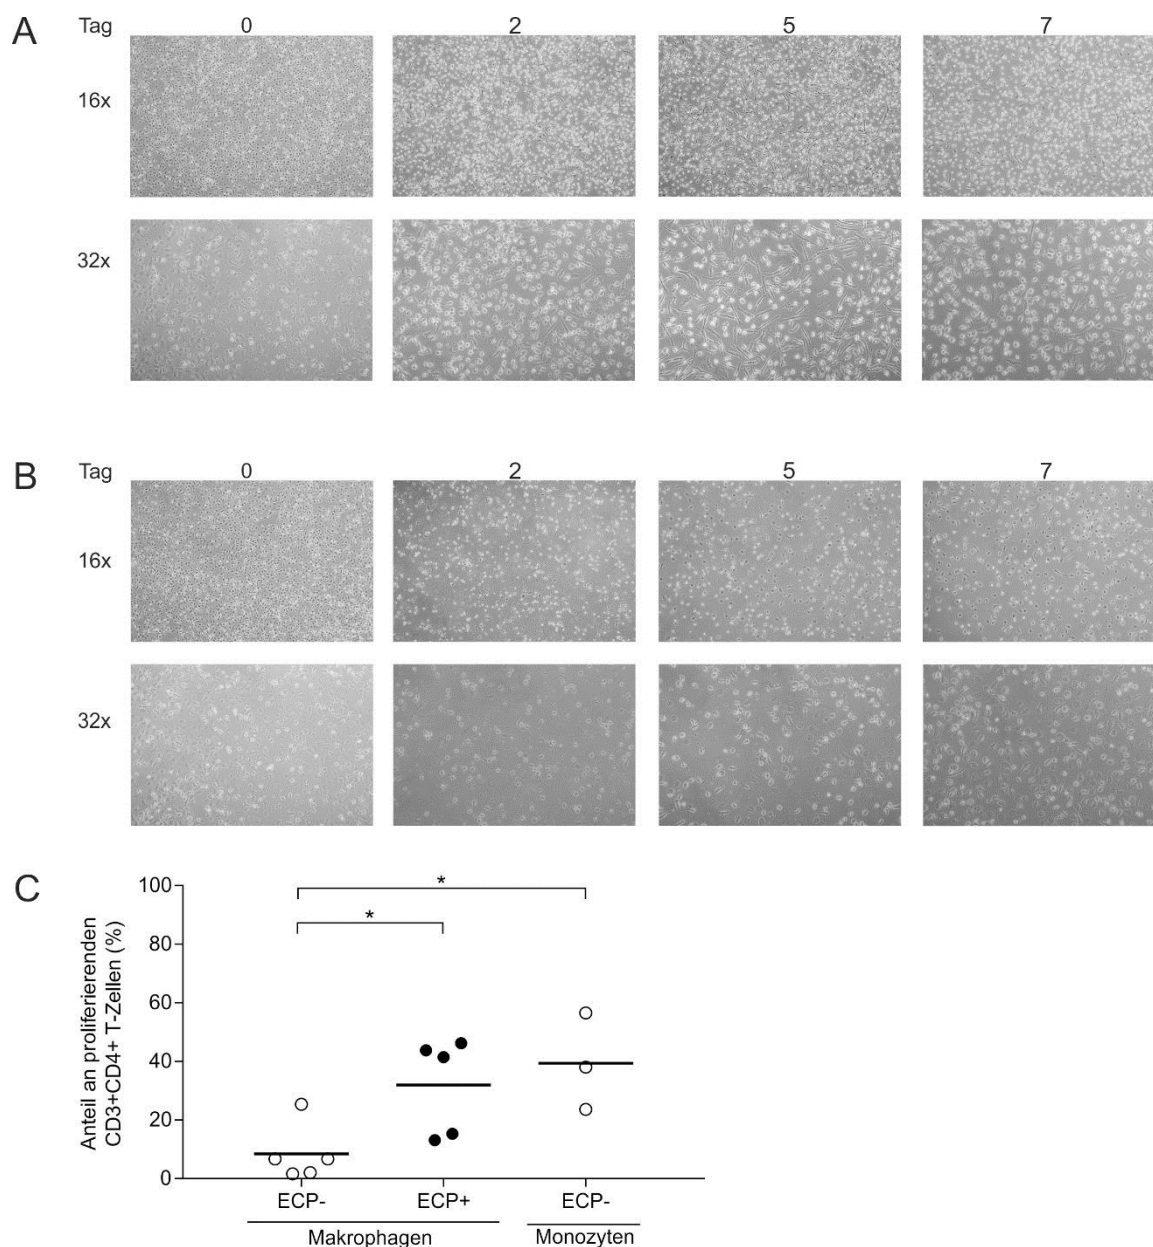 A
Tag 0 2 5 7
16x
32x
B
Tag 0 2 5 7
16x
32x
C
Anteil an proliferierenden
CD3+CD4+ T-Zellen (%)
100
80
60
40
20
0
*
*
ECP- ECP+ ECP-
Makrophagen Monozyten